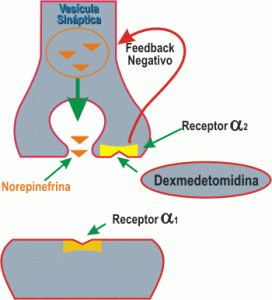 Vesícula
Sináptica
Feedback
Negativo
Receptor α2
Norepinefrina
Dexmedetomidina
Receptor α1